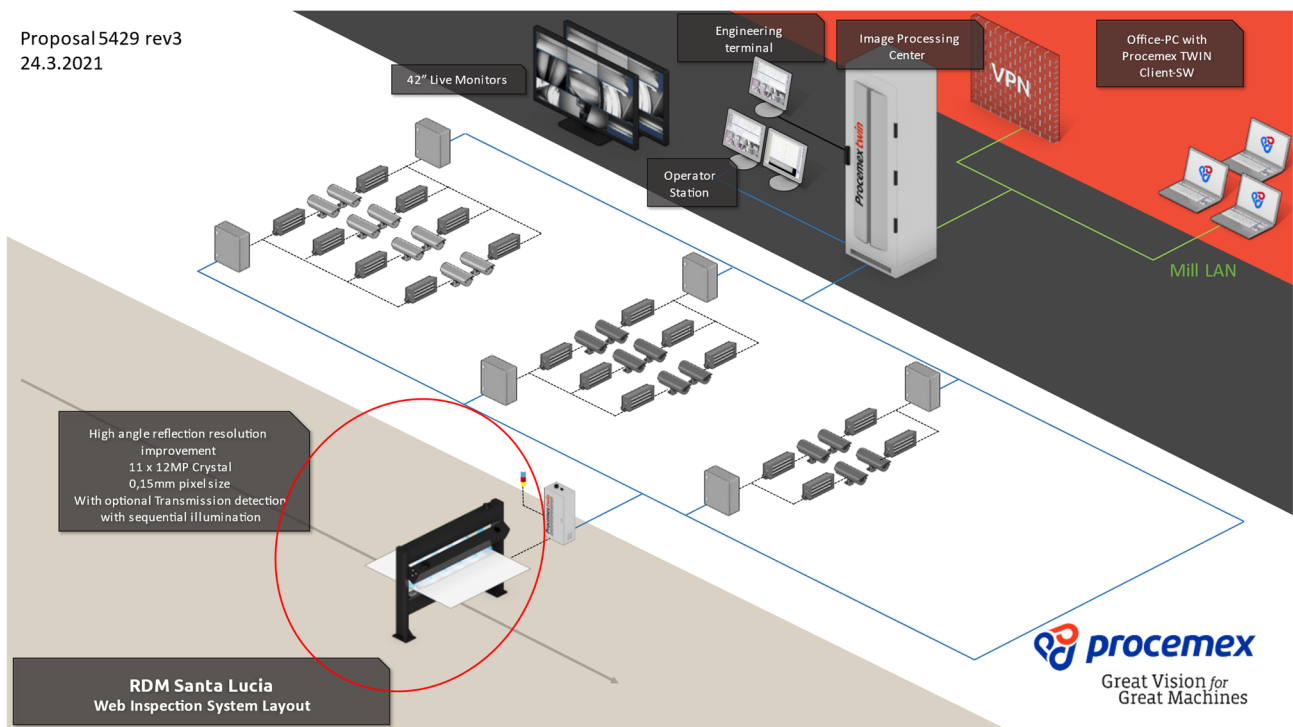 Proposal 5429 rev3
24.3.2021
42” Live Monitors
Engineering
terminal
Image Processing
Center
VPN
Office-PC with
Procemex TWIN
Client-SW
Operator
Station
Procemex twin
Mill LAN
High angle reflection resolution
improvement
11 x 12MP Crystal
0,15mm pixel size
With optional Transmission detection
with sequential illumination
Procemex twin
RDM Santa Lucia
Web Inspection System Layout
procemex
Great Vision for
Great Machines